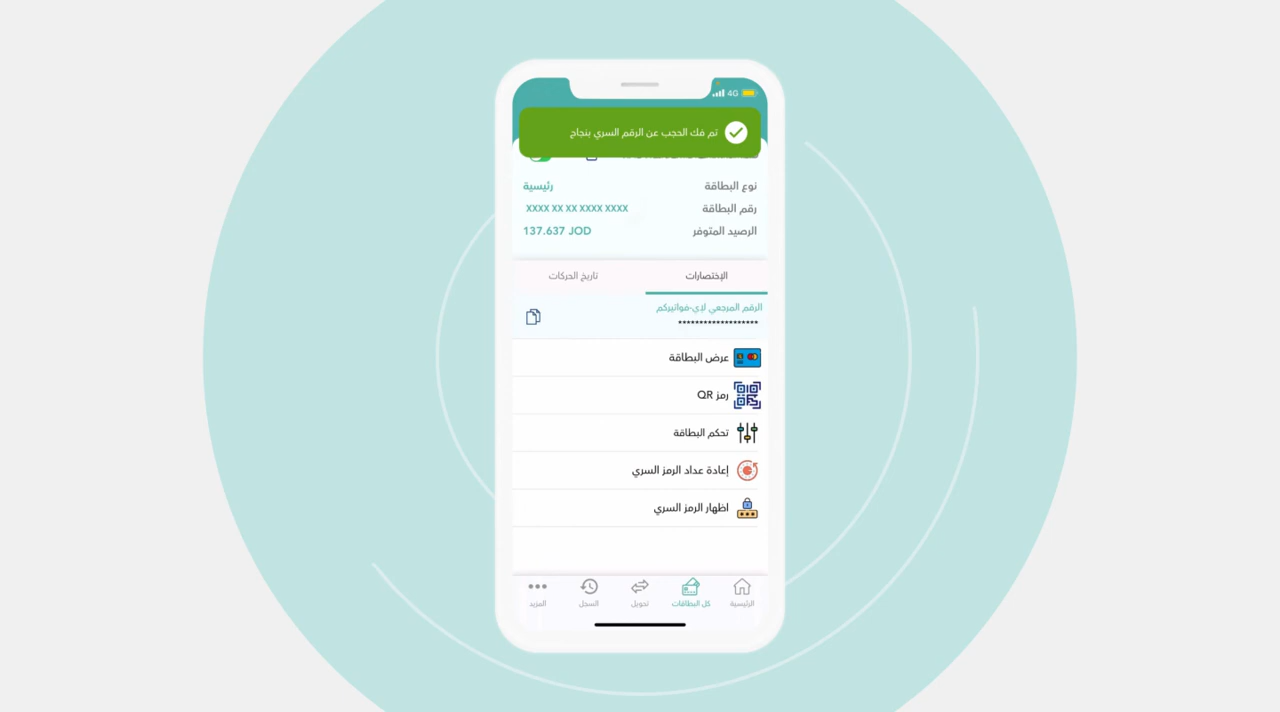 4G
تم فك الحجب عن الرقم السري بنجاح
نوع البطاقة رئيسية
رقم البطاقة XXXX XX XX XXXX XXXX
الرصيد المتوفر 137.637 JOD
الإختصارات تاريخ الحركات
الرقم المرجعي لاي-فواتيركم
*******************
عرض البطاقة
رمز QR
تحكم البطاقة
إعادة عداد الرمز السري
اظهار الرمز السري
الرئيسية كل البطاقات تحويل السجل المزيد